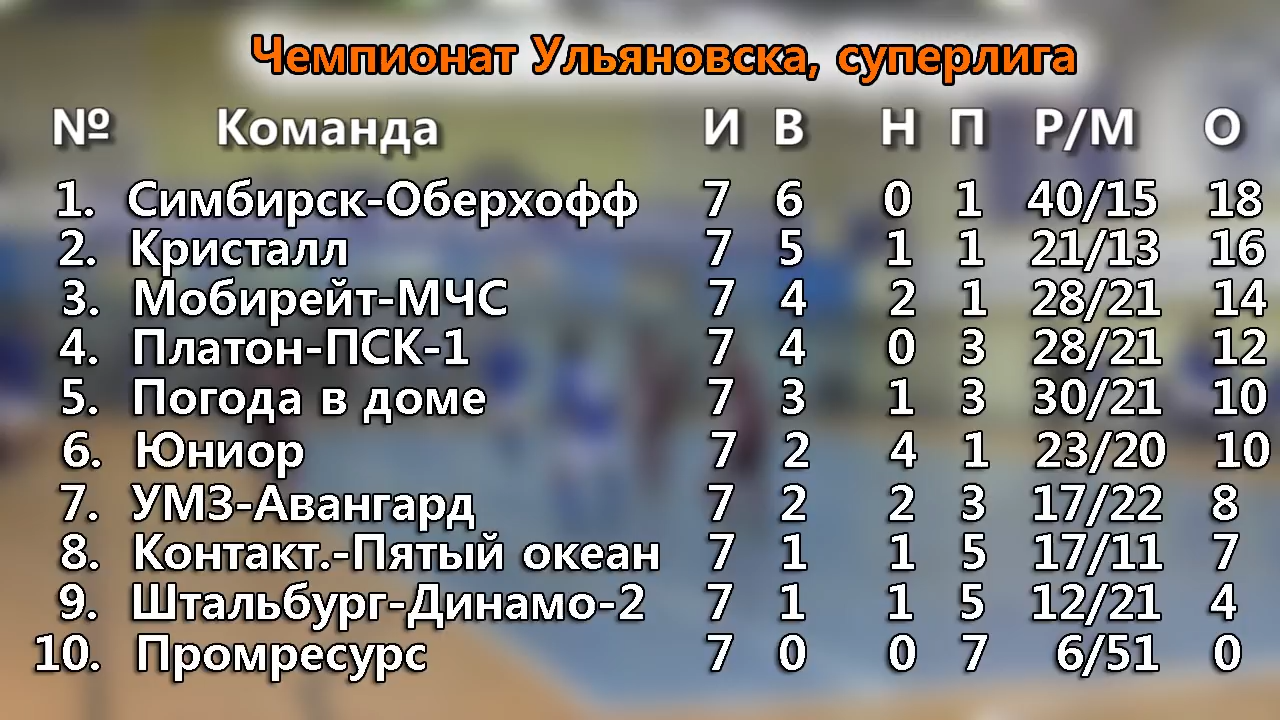 Чемпионат Ульяновска, суперлига
№ Команда И В Н П Р/М О
1. Симбирск-Оберхофф 7 6 0 1 40/15 18
2. Кристалл 7 5 1 1 21/13 16
3. Мобирейт-МЧС 7 4 2 1 28/21 14
4. Платон-ПСК-1 7 4 0 3 28/21 12
5. Погода в доме 7 3 1 3 30/21 10
6. Юниор 7 2 4 1 23/20 10
7. УМЗ-Авангард 7 2 2 3 17/22 8
8. Контакт.-Пятый океан 7 1 1 5 17/11 7
9. Штальбург-Динамо-2 7 1 1 5 12/21 4
10. Промресурс 7 0 0 7 6/51 0